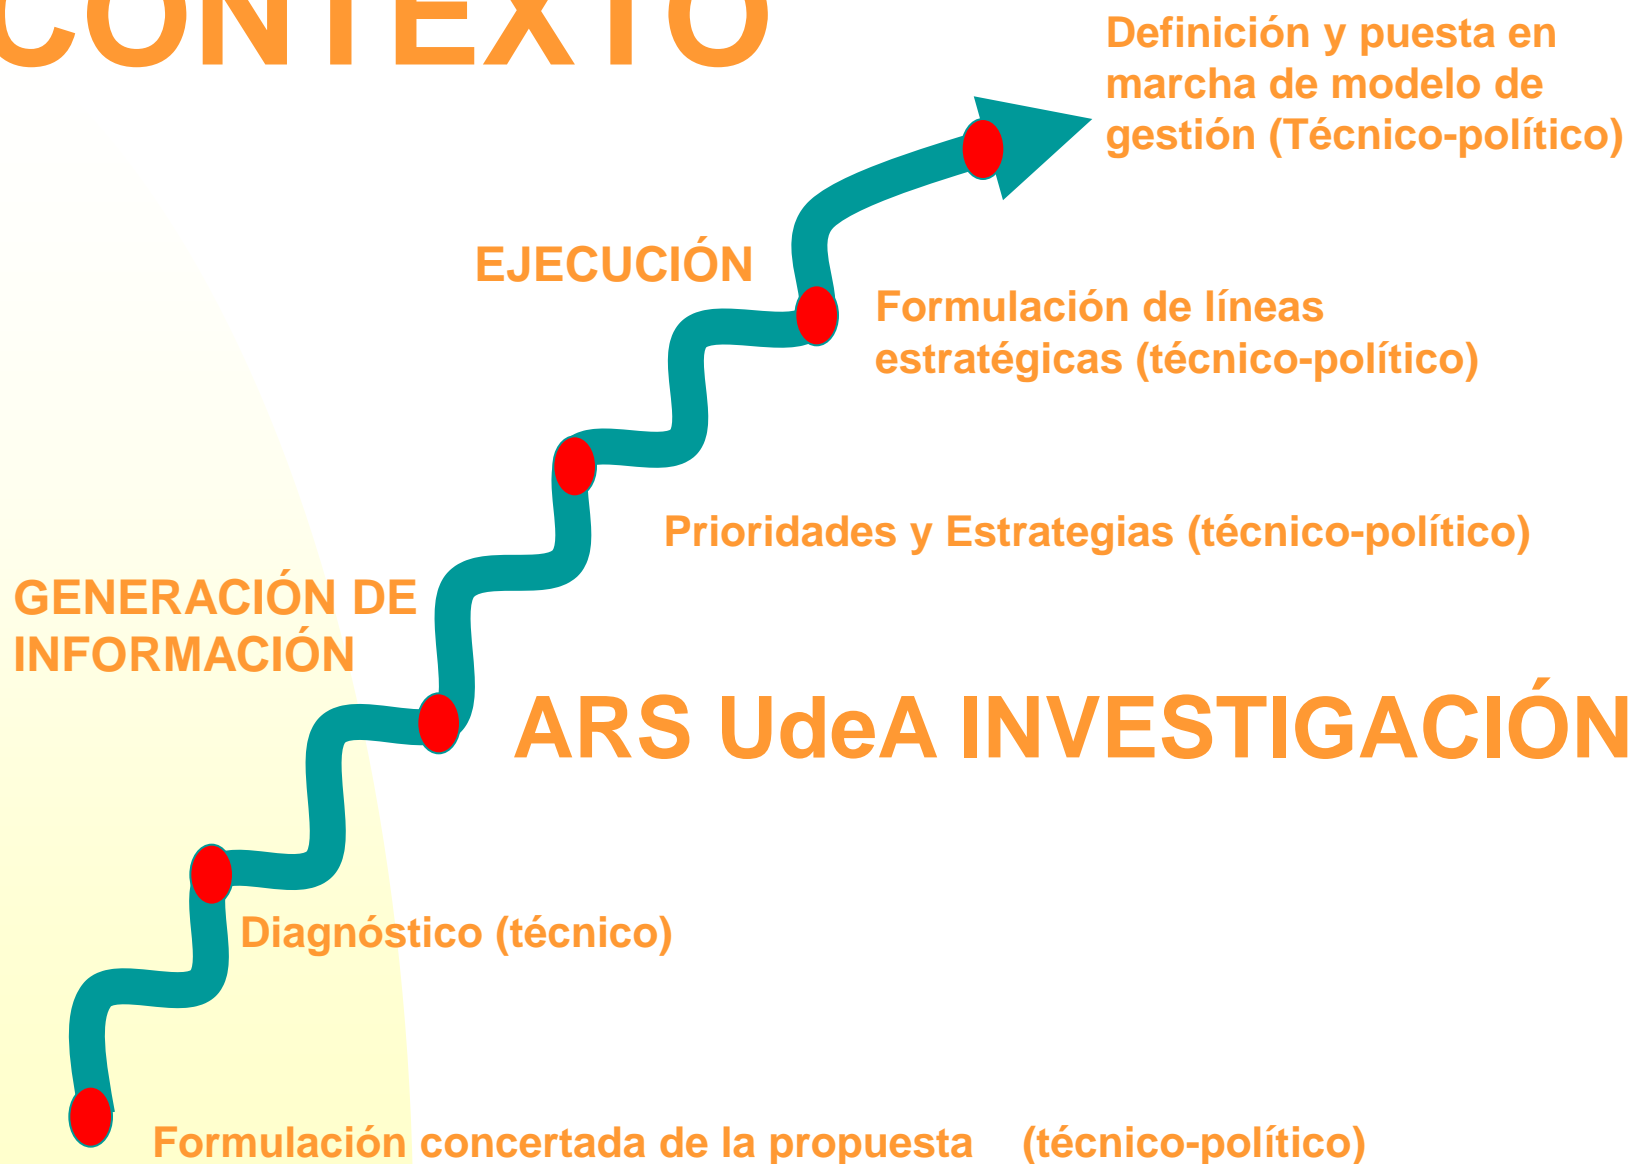 CONTEXTO
Definición y puesta en
marcha de modelo de
gestión (Técnico-político)
EJECUCIÓN
Formulación de líneas
estratégicas (técnico-político)
Prioridades y Estrategias (técnico-político)
GENERACIÓN DE
INFORMACIÓN
ARS UdeA INVESTIGACIÓN
Diagnóstico (técnico)
Formulación concertada de la propuesta (técnico-político)